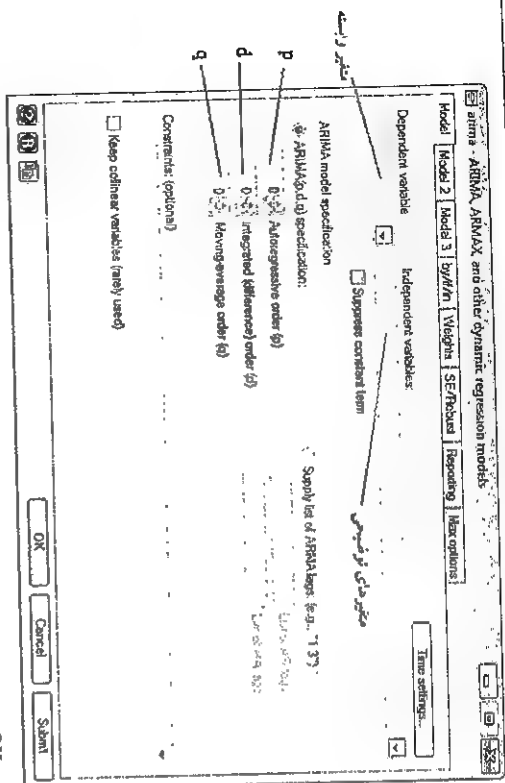 arima - ARIMA, ARMAX, and other dynamic regression models
Model Model 2 Model 3 by/if/in Weights SE/Robust Reporting Max options
Time settings...
Dependent variable
Independent variables:
Suppress constant term
متغیر وابسته
متغیرهای توضیحی
ARIMA model specification
ARIMA(p,d,q) specification:
Supply list of ARIMA lags: (e.g., "1 3")
p
0 Autoregressive order (p)
d
0 Integrated (difference) order (d)
q
0 Moving-average order (q)
Constraints: (optional)
Keep collinear variables (rarely used)
OK Cancel Submit